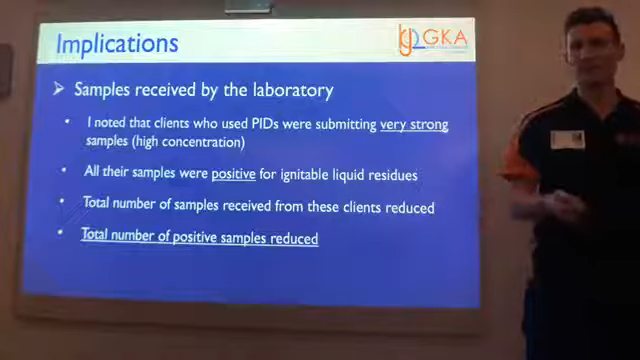 Implications
GKA
➤ Samples received by the laboratory
• I noted that clients who used PIDs were submitting very strong
samples (high concentration)
• All their samples were positive for ignitable liquid residues
• Total number of samples received from these clients reduced
• Total number of positive samples reduced